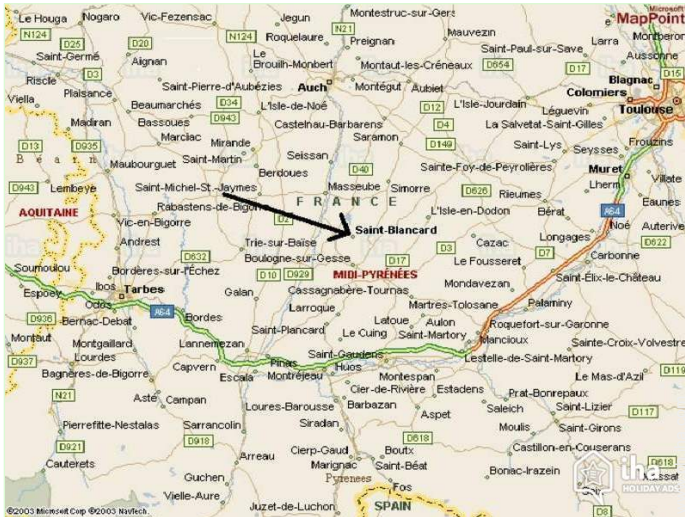 Le Houga Nogaro Vic-Fezensac Jegun Montestruc-sur-Gers Microsoft
N124 D25 D20 N124 Roquelaure N21 Preignan Mauvezin Larra MapPoint
Saint-Germé Aignan Le Brouilh-Monbert Saint-Paul-sur-Save Montberon
Aussonne
Riscle D3 Saint-Pierre-d'Aubézies Auch Montaut-les-Créneaux D654 D17 Blagnac D15
Viella Plaisance Beaumarchés D34 L'Isle-de-Noé Montégut Aubiet Colomiers
Madiran Bassoues D943 Castelnau-Barbarens D12 L'Isle-Jourdain Léguevin Toulouse
Marciac Mirande Saramon D4 La Salvetat-Saint-Gilles
D13 D935 Saint-Martin Seissan D149 Saint-Lys Seysses Frouzins
Béarn Maubourguet Berdoues D40 Sainte-Foy-de-Peyrolières Muret
D943 Lembeye Saint-Michel-St. Jaymes Masseube Simorre D626 Rieumes Lherm Villate
AQUITAINE Rabastens-de-Bigorre FRANCE L'Isle-en-Dodon Bérat A64 Eaunes
Vic-en-Bigorre D2 Saint-Blancard Noé Auterive
Andrest Trie-sur-Baïse Cazac Longages D622
Soumoulou D632 Boulogne-sur-Gesse D17 D3 Le Fousseret Carbonne
Bordères-sur-l'Échez D10 D929 MIDI-PYRÉNÉES Saint-Élix-le-Château
Espoey Ibos Tarbes Galan Cassagnabère-Tournas Mondavezan
Odos A64 Larroque Martres-Tolosane Palaminy
D936 Bernac-Debat Bordes Saint-Plancard Latoue Aulon Roquefort-sur-Garonne
Montaut Montgaillard Lannemezan Le Cuing Saint-Martory Mancioux Sainte-Croix-Volvestre
D937 Lourdes Capvern Pinas Saint-Gaudens Lestelle-de-Saint-Martory D119
Bagnères-de-Bigorre Escala Montréjeau Huos Montespan Le Mas-d'Azil
N21 Asté Campan Cier-de-Rivière Estadens Prat-Bonrepaux
Loures-Barousse Barbazan Aspet Saleich Saint-Lizier D117
Pierrefitte-Nestalas Sarrancolin Siradan Moulis Saint-Girons
D921 D918 D618 Castillon-en-Couserans
Cauterets Arreau Cierp-Gaud Boutx D618
Marignac Saint-Béat Bonac-Irazein
Guchen Pyrenees Fos iha
Vielle-Aure HOLIDAY ADS
Juzet-de-Luchon SPAIN D8
©2003 Microsoft Corp ©2003 Navtech